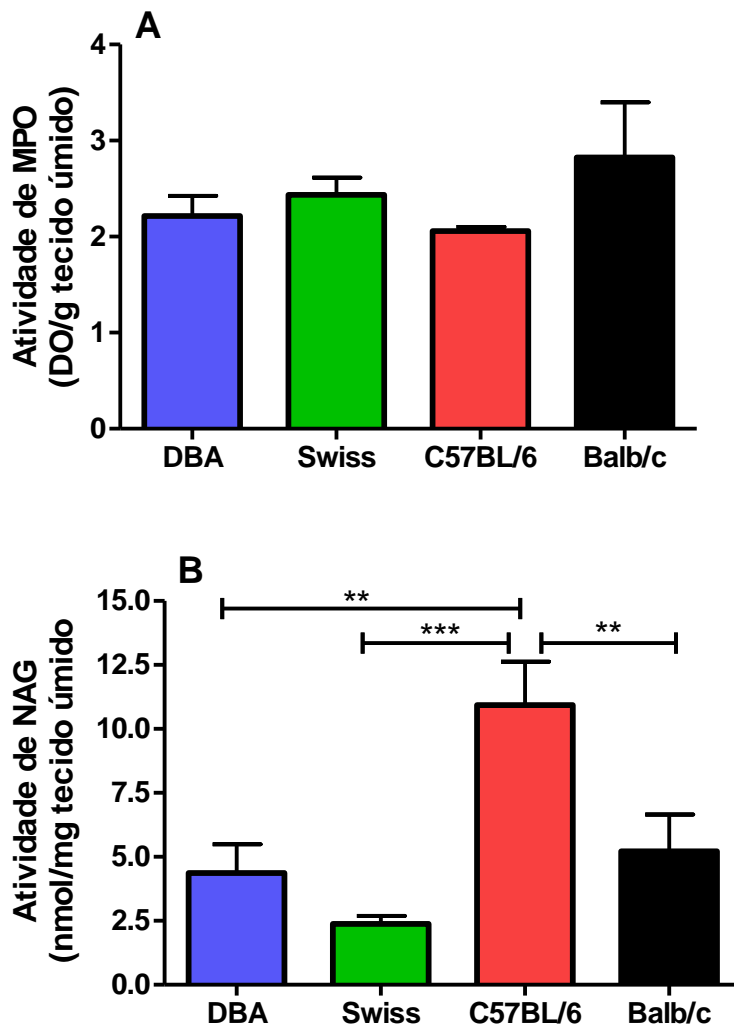 A
Atividade de MPO
(DO/g tecido úmido)
4
3
2
1
0
DBA Swiss C57BL/6 Balb/c
B
Atividade de NAG
(nmol/mg tecido úmido
15.0
12.5
10.0
7.5
5.0
2.5
0.0
**
*** **
DBA Swiss C57BL/6 Balb/c